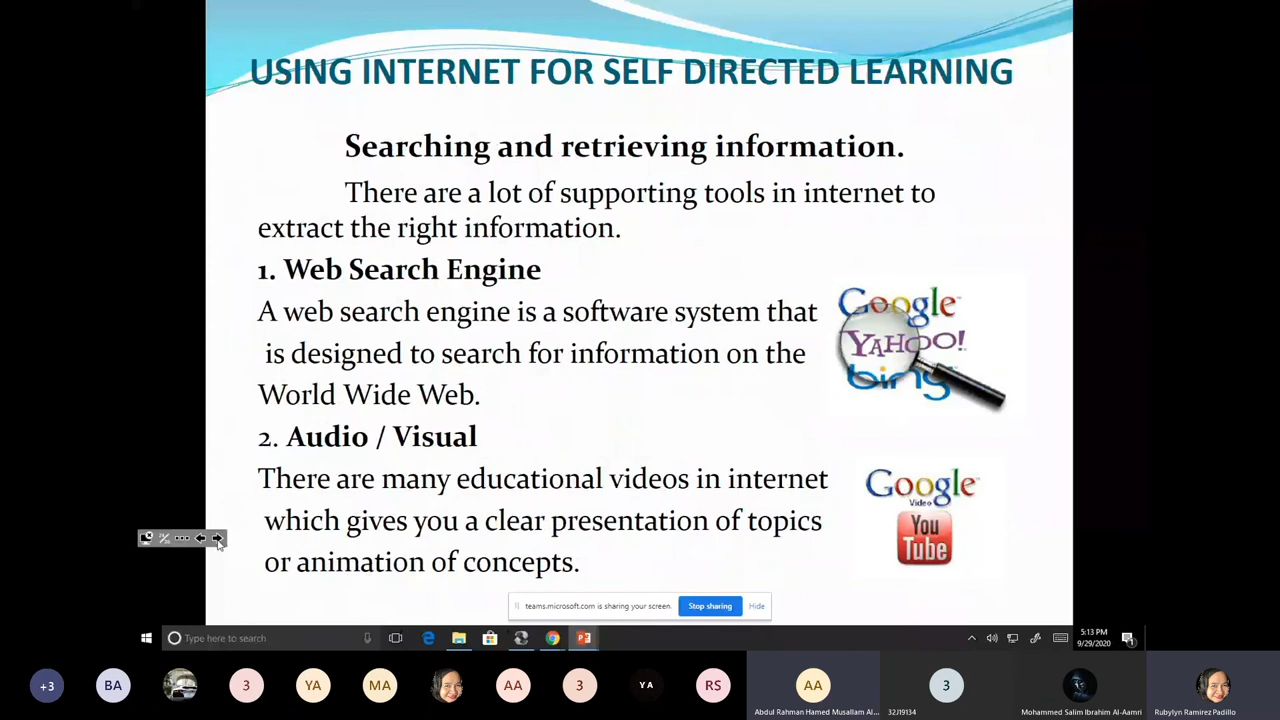 USING INTERNET FOR SELF DIRECTED LEARNING
Searching and retrieving information.
There are a lot of supporting tools in internet to
extract the right information.
1. Web Search Engine
A web search engine is a software system that
is designed to search for information on the
World Wide Web.
Google
YAHOO!
bing
2. Audio / Visual
There are many educational videos in internet
which gives you a clear presentation of topics
or animation of concepts.
Google
Video
You
Tube
teams.microsoft.com is sharing your screen. Stop sharing Hide
Type here to search
5:13 PM
9/29/2020
+3 BA 3 YA MA AA 3 YA RS AA 3
Abdul Rahman Hamed Musallam Al... 32J19134 Mohammed Salim Ibrahim Al-Aamri Rubylyn Ramirez Padillo